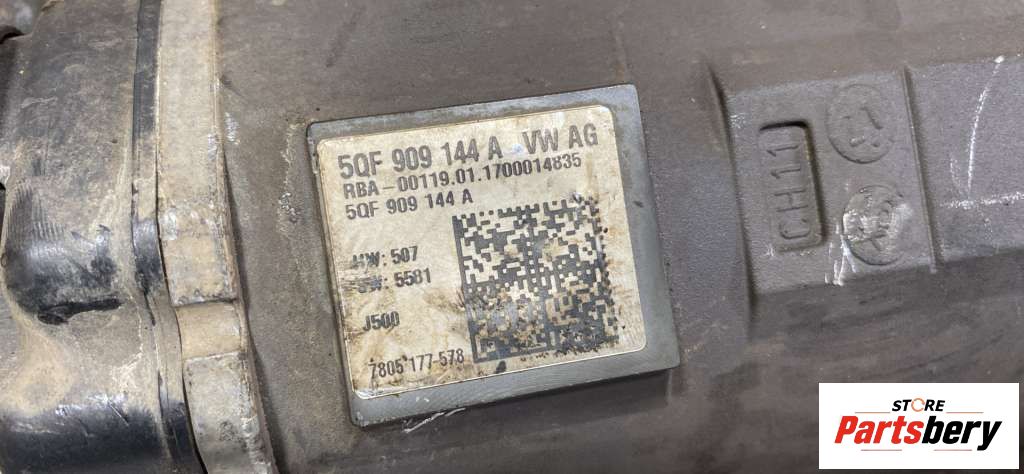 5QF 909 144 A VW AG
RBA-00119.01.1700014835
5QF 909 144 A
HW: 507
SW: 5581
J500
7805 177-578
CH11J
STORE
Partsbery